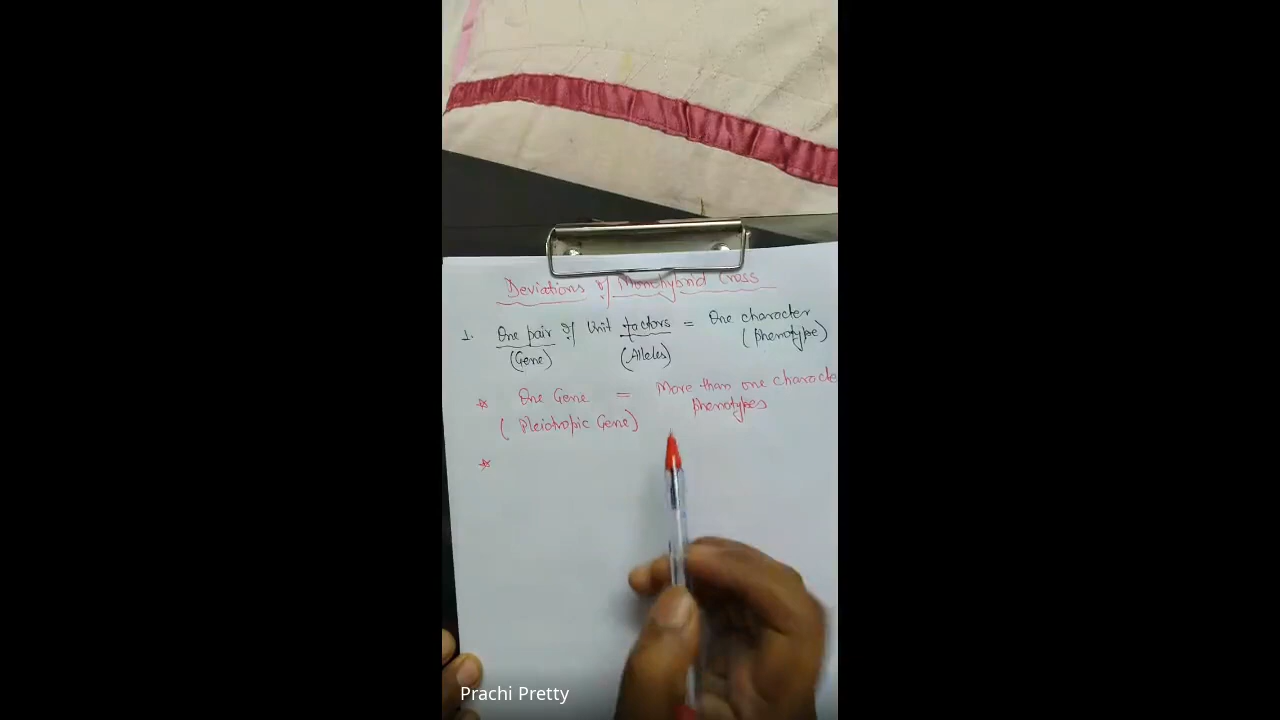 Deviations of Monohybrid Cross
1. One pair of Unit factors = One character
(Gene) (Alleles) (Phenotype)
* One Gene = More than one characte
(Pleiotropic Gene) Phenotypes
*
Prachi Pretty